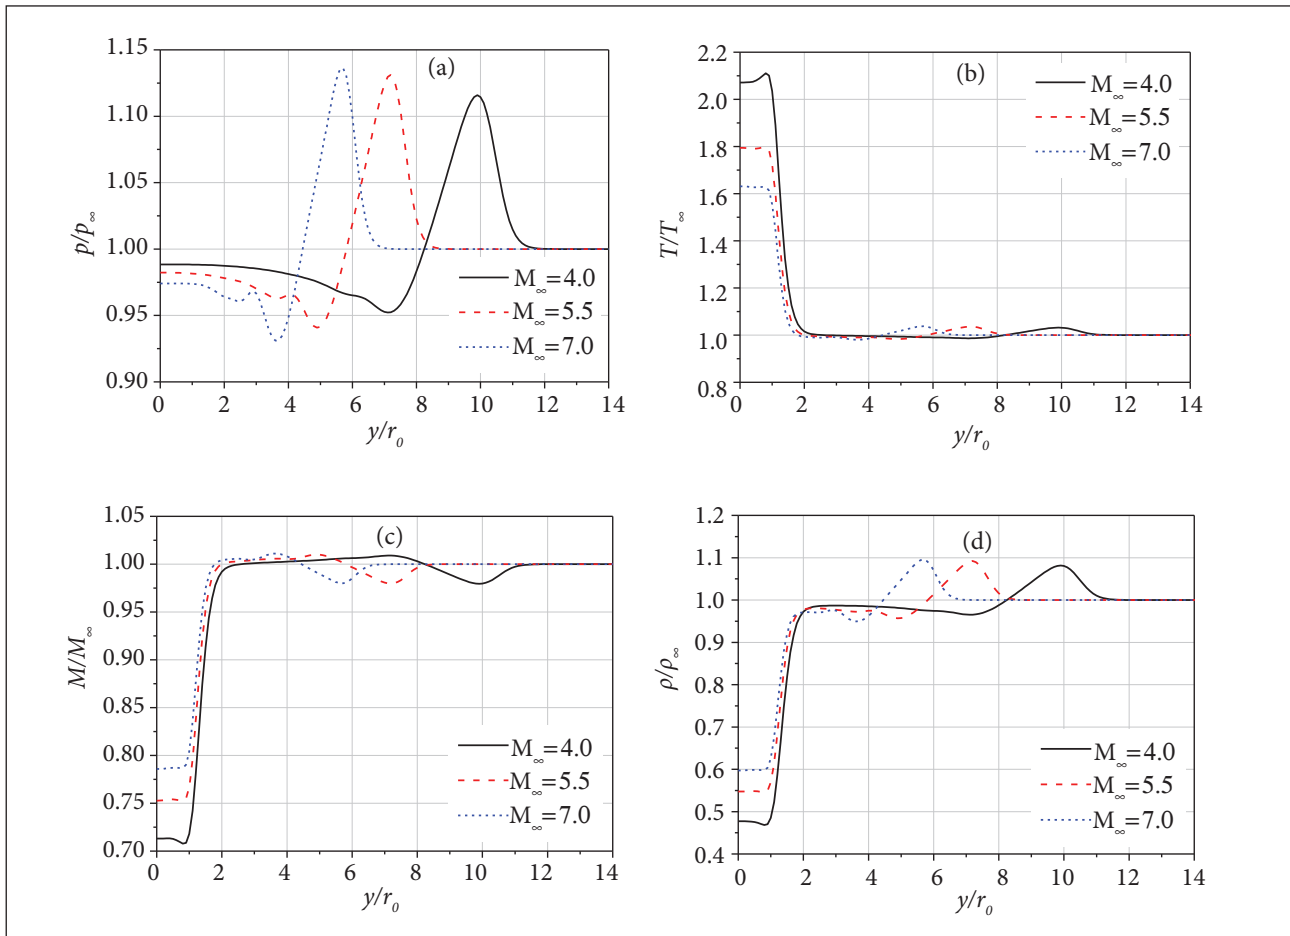 1.15
1.10
1.05
1.00
0.95
0.90
p/p∞
(a)
M∞=4.0
M∞=5.5
M∞=7.0
0 2 4 6 8 10 12 14
y/r0
2.2
2.0
1.8
1.6
1.4
1.2
1.0
0.8
T/T∞
(b)
M∞=4.0
M∞=5.5
M∞=7.0
0 2 4 6 8 10 12 14
y/r0
1.05
1.00
0.95
0.90
0.85
0.80
0.75
0.70
M/M∞
(c)
M∞=4.0
M∞=5.5
M∞=7.0
0 2 4 6 8 10 12 14
y/r0
1.2
1.1
1.0
0.9
0.8
0.7
0.6
0.5
0.4
ρ/ρ∞
(d)
M∞=4.0
M∞=5.5
M∞=7.0
0 2 4 6 8 10 12 14
y/r0